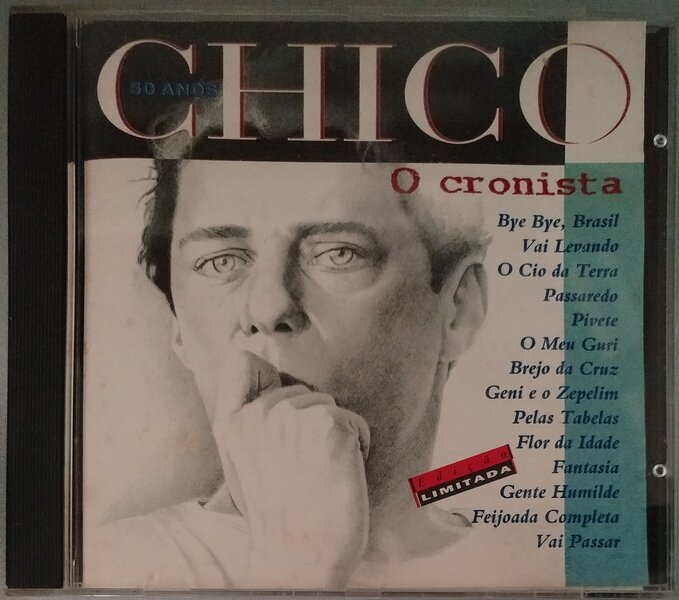 CHICO
50 ANOS
O cronista
Bye Bye, Brasil
Vai Levando
O Cio da Terra
Passaredo
Pivete
O Meu Guri
Brejo da Cruz
Geni e o Zepelim
Pelas Tabelas
Flor da Idade
Fantasia
Gente Humilde
Feijoada Completa
Vai Passar
Edição
LIMITADA